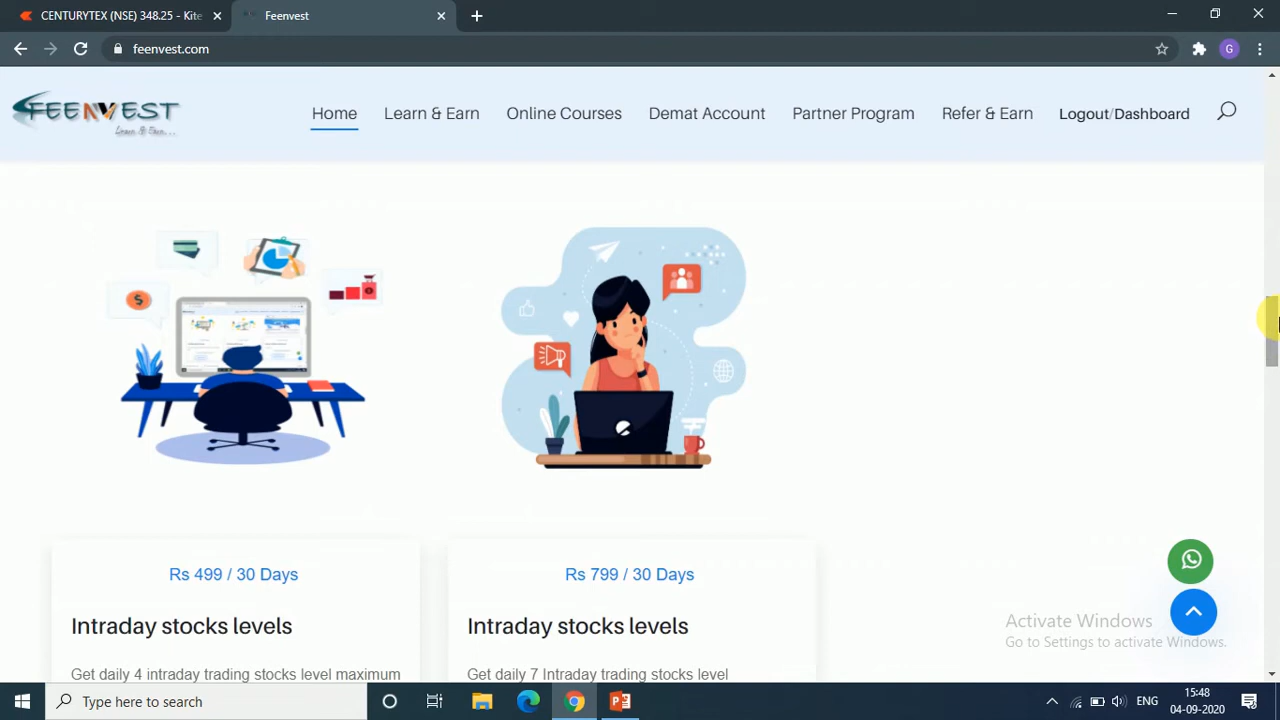 CENTURYTEX (NSE) 348.25 - Kite
Feenvest
feenvest.com
G
FEENVEST
Learn & Earn...
Home
Learn & Earn
Online Courses
Demat Account
Partner Program
Refer & Earn
Logout/Dashboard
Rs 499 / 30 Days
Rs 799 / 30 Days
Intraday stocks levels
Intraday stocks levels
Get daily 4 intraday trading stocks level maximum
Get daily 7 Intraday trading stocks level
Activate Windows
Go to Settings to activate Windows.
Type here to search
ENG
15:48
04-09-2020